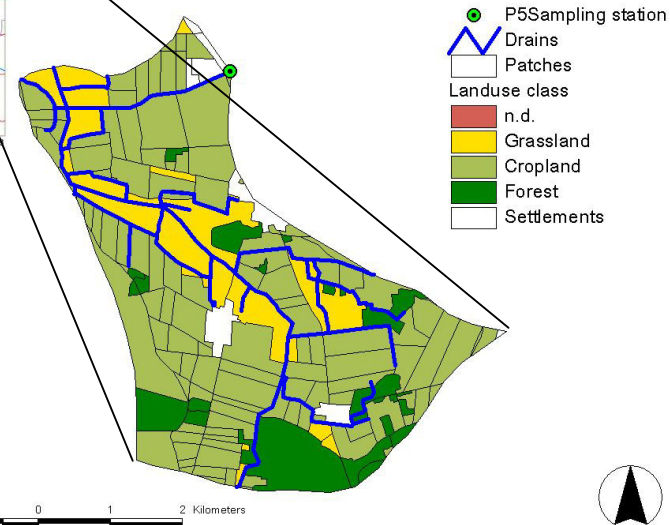 P5Sampling station
Drains
Patches
Landuse class
n.d.
Grassland
Cropland
Forest
Settlements
0 1 2 Kilometers